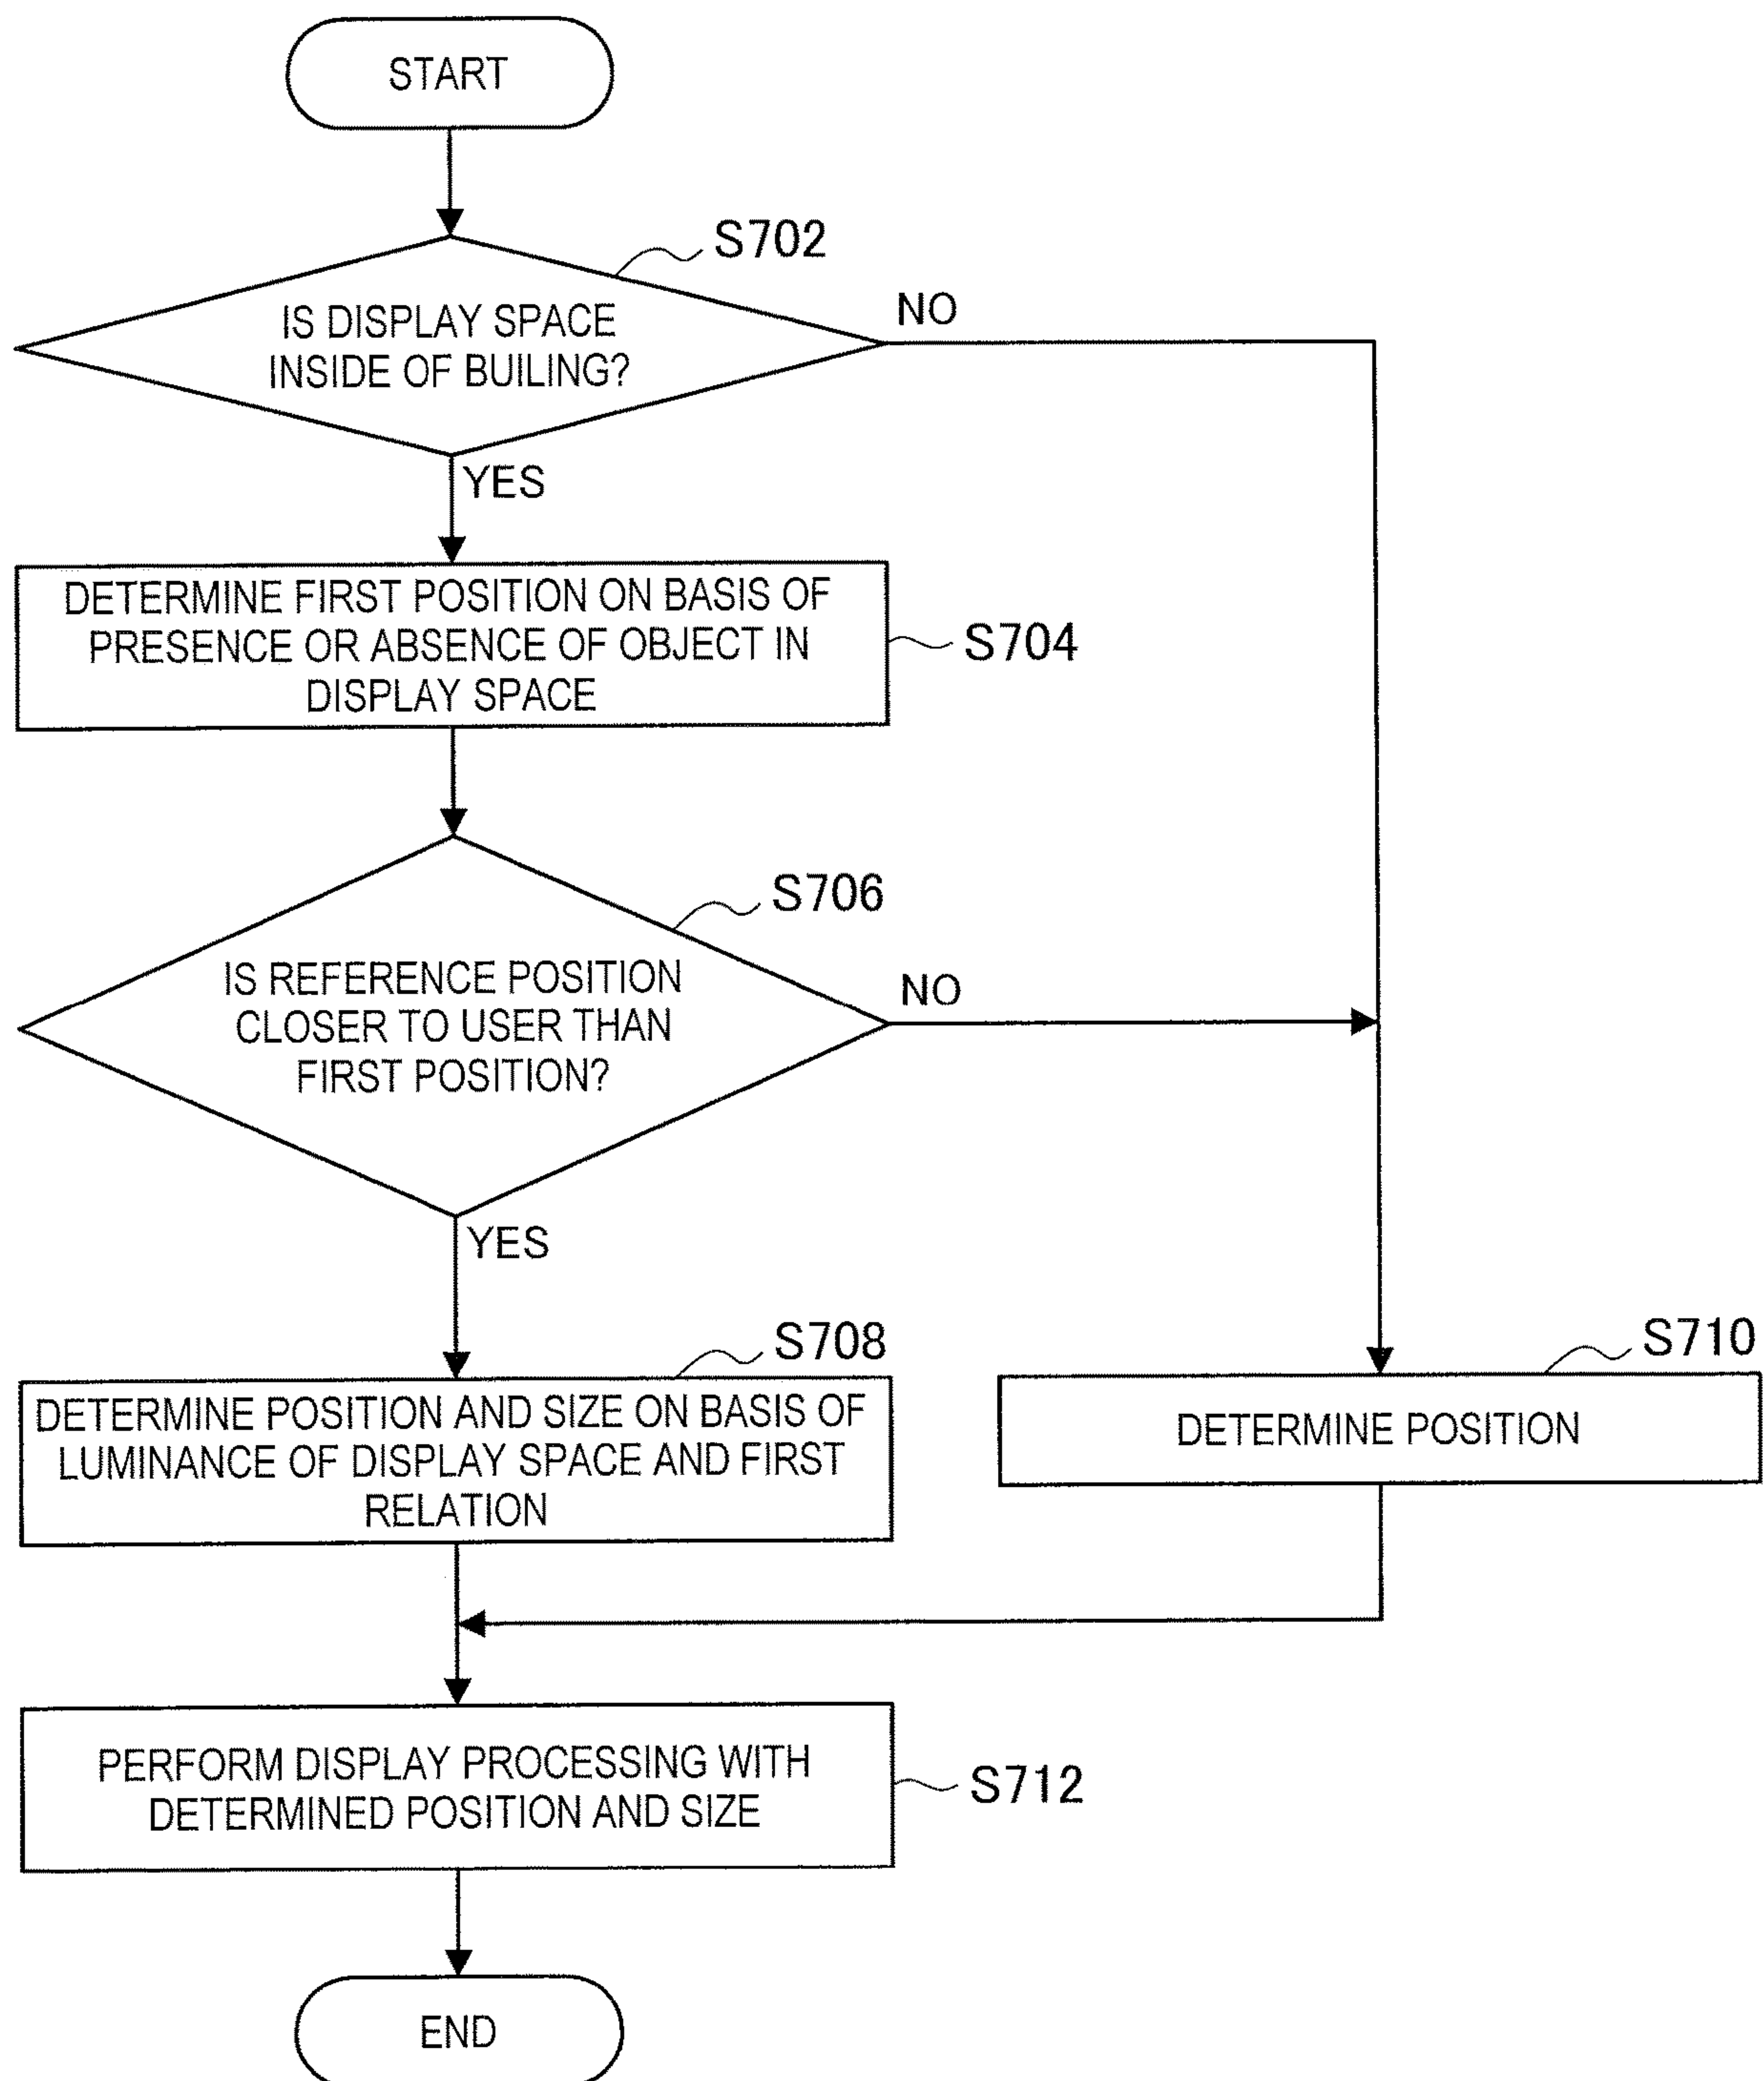 START
S702
IS DISPLAY SPACE
INSIDE OF BUILING?
NO
YES
DETERMINE FIRST POSITION ON BASIS OF
PRESENCE OR ABSENCE OF OBJECT IN
DISPLAY SPACE
S704
S706
IS REFERENCE POSITION
CLOSER TO USER THAN
FIRST POSITION?
NO
YES
S708
DETERMINE POSITION AND SIZE ON BASIS OF
LUMINANCE OF DISPLAY SPACE AND FIRST
RELATION
S710
DETERMINE POSITION
PERFORM DISPLAY PROCESSING WITH
DETERMINED POSITION AND SIZE
S712
END